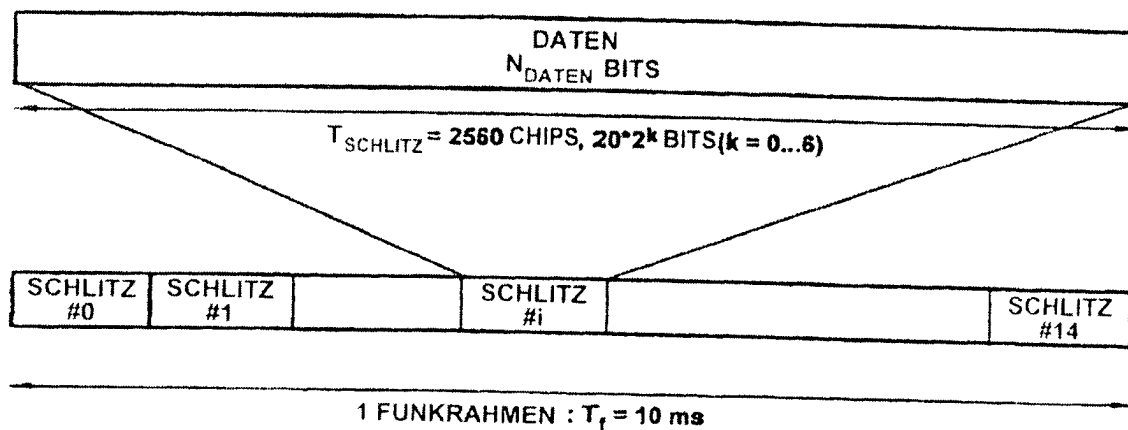 DATEN
N_DATEN BITS
T_SCHLITZ = 2560 CHIPS, 20*2^k BITS(k = 0...6)
SCHLITZ #0
SCHLITZ #1
SCHLITZ #i
SCHLITZ #14
1 FUNKRAHMEN : T_f = 10 ms